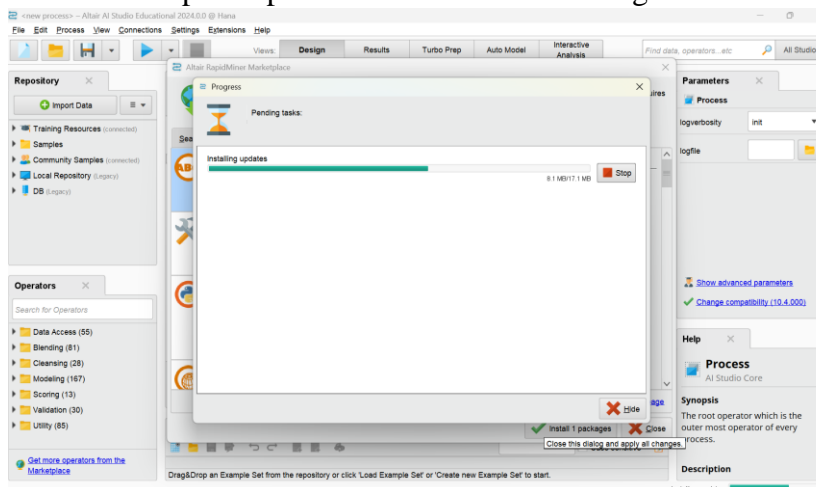 <new process> – Altair AI Studio Educational 2024.0.0 @ Hana
File Edit Process View Connections Settings Extensions Help
Views: Design Results Turbo Prep Auto Model Interactive Analysis
Find data, operators...etc
All Studio
Repository
Import Data
Training Resources (connected)
Samples
Community Samples (connected)
Local Repository (Legacy)
DB (Legacy)
Operators
Search for Operators
Data Access (55)
Blending (81)
Cleansing (28)
Modeling (167)
Scoring (13)
Validation (30)
Utility (85)
Get more operators from the
Marketplace
Altair RapidMiner Marketplace
Progress
Pending tasks:
Installing updates
9.1 MB/17.1 MB
Stop
Hide
Install 1 packages
Close
Close this dialog and apply all changes.
Drag&Drop an Example Set from the repository or click 'Load Example Set' or 'Create new Example Set' to start.
Parameters
Process
logverbosity
init
logfile
Show advanced parameters
Change compatibility (10.4.000)
Help
Process
AI Studio Core
Synopsis
The root operator which is the
outer most operator of every
process.
Description